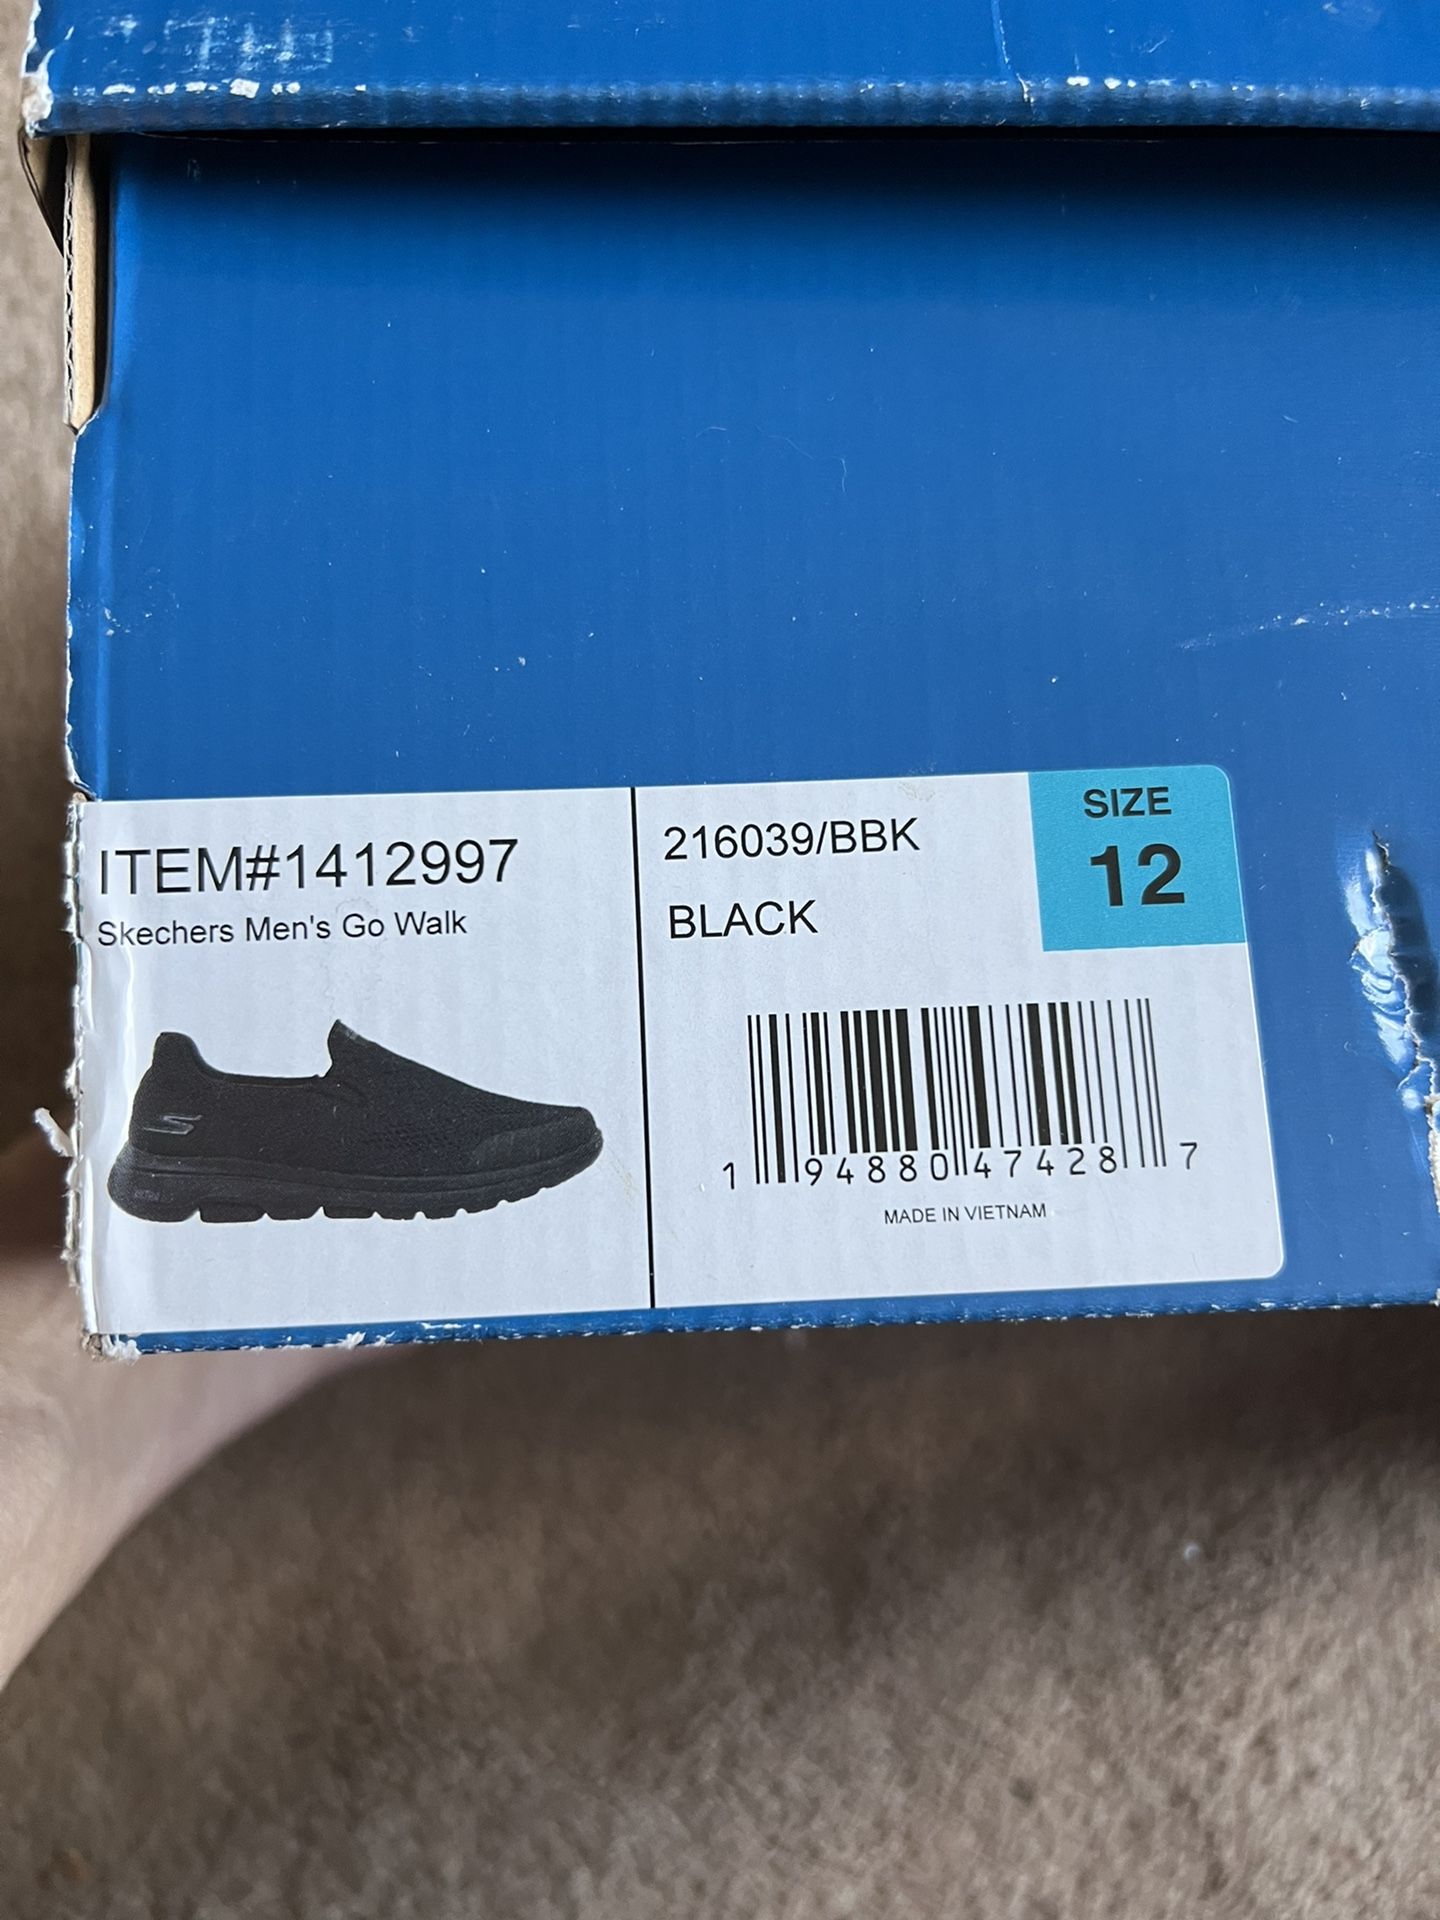 ITEM#1412997
Skechers Men's Go Walk
216039/BBK
BLACK
SIZE
12
1 94880 47428 7
MADE IN VIETNAM